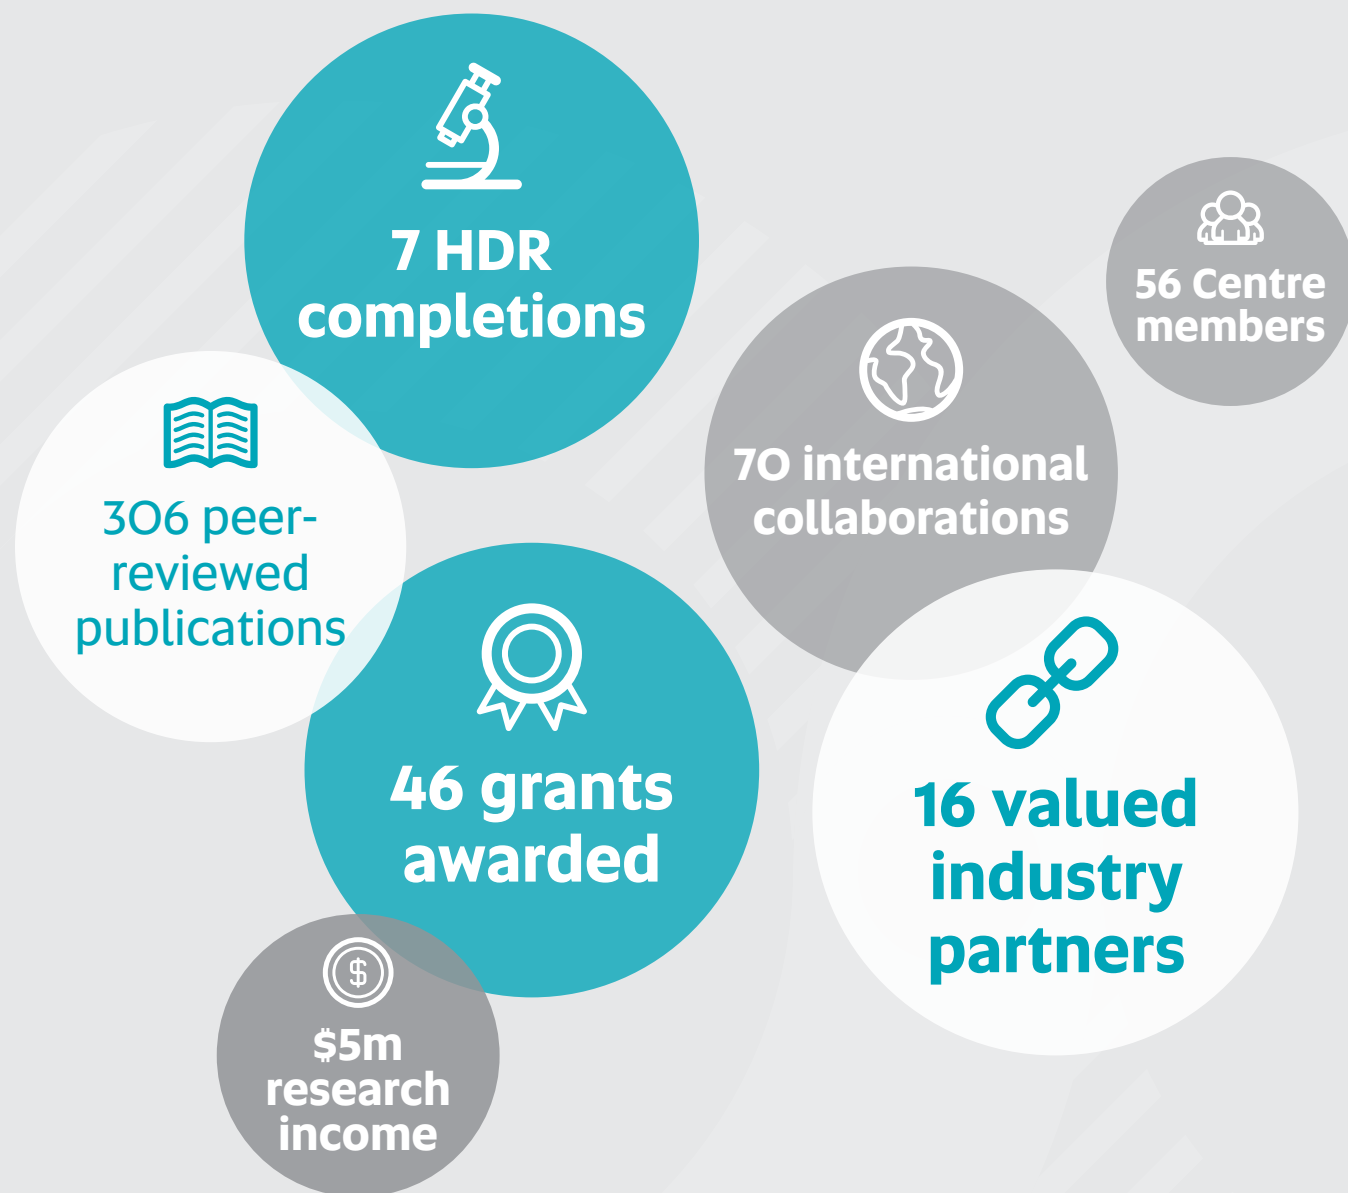 7 HDR
completions
56 Centre
members
70 international
collaborations
306 peer-
reviewed
publications
46 grants
awarded
16 valued
industry
partners
$
$5m
research
income